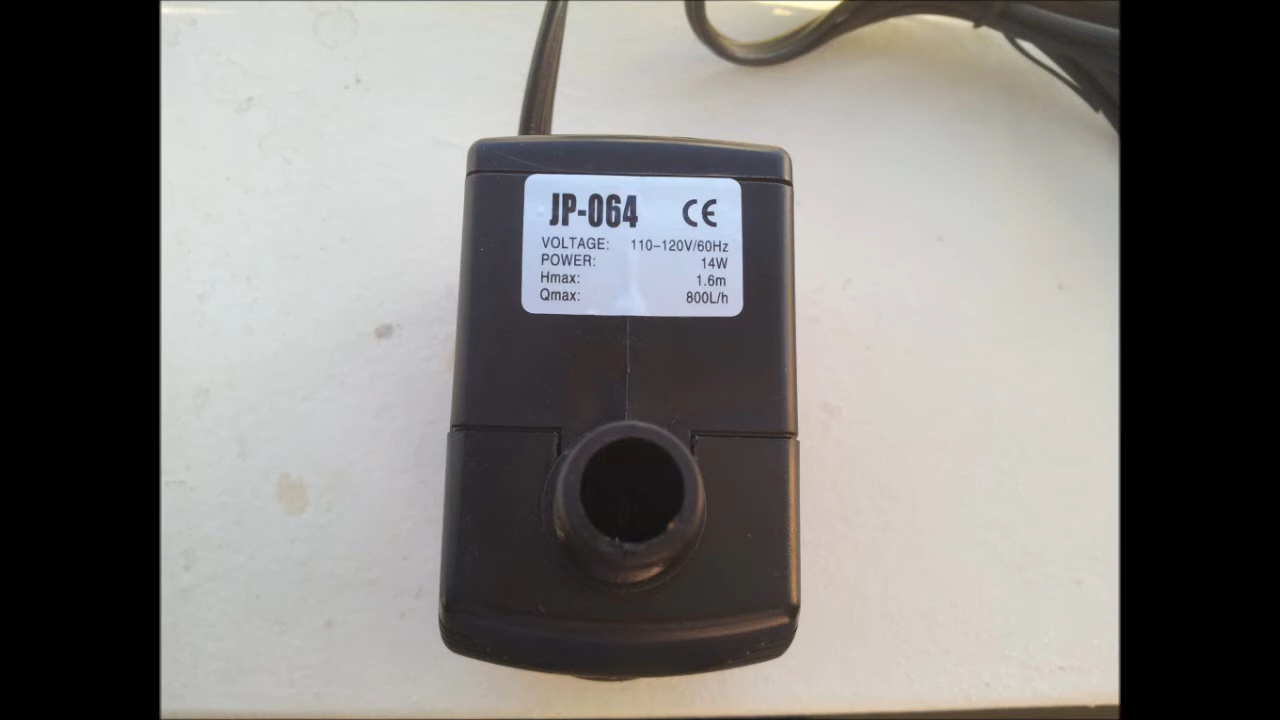 JP-064 CE
VOLTAGE: 110-120V/60Hz
POWER: 14W
Hmax: 1.6m
Qmax: 800L/h